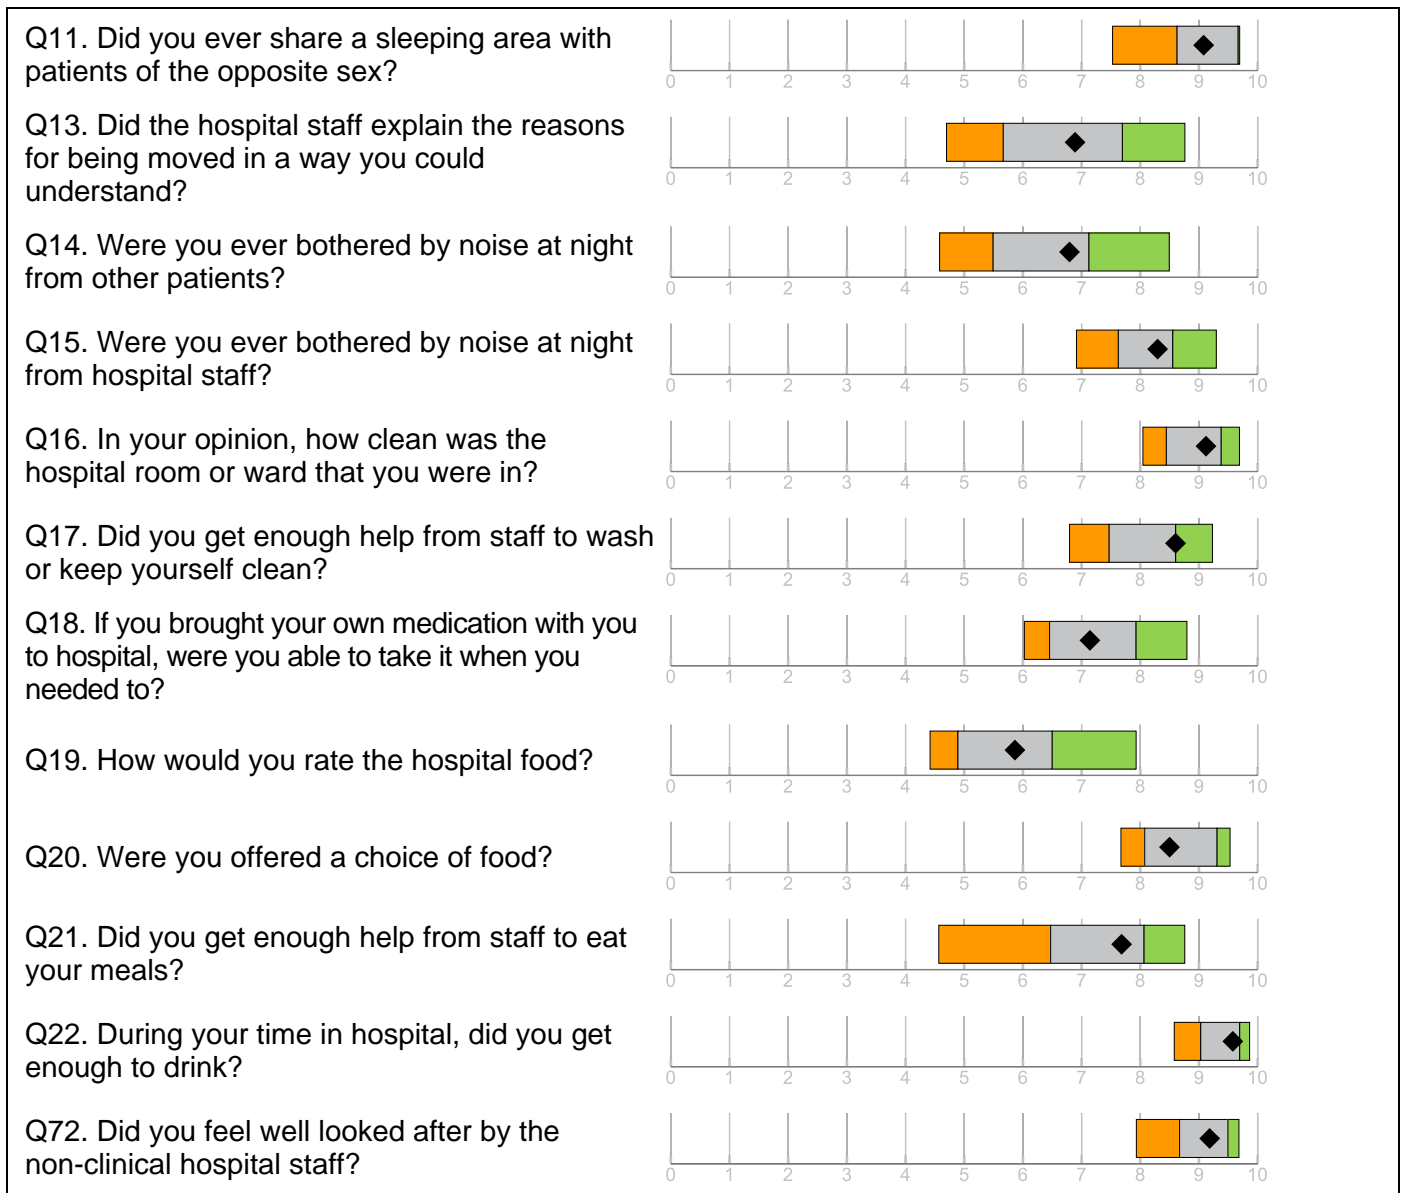 Q11. Did you ever share a sleeping area with
patients of the opposite sex?
0 1 2 3 4 5 6 7 8 9 10
Q13. Did the hospital staff explain the reasons
for being moved in a way you could
understand?
0 1 2 3 4 5 6 7 8 9 10
Q14. Were you ever bothered by noise at night
from other patients?
0 1 2 3 4 5 6 7 8 9 10
Q15. Were you ever bothered by noise at night
from hospital staff?
0 1 2 3 4 5 6 7 8 9 10
Q16. In your opinion, how clean was the
hospital room or ward that you were in?
0 1 2 3 4 5 6 7 8 9 10
Q17. Did you get enough help from staff to wash
or keep yourself clean?
0 1 2 3 4 5 6 7 8 9 10
Q18. If you brought your own medication with you
to hospital, were you able to take it when you
needed to?
0 1 2 3 4 5 6 7 8 9 10
Q19. How would you rate the hospital food?
0 1 2 3 4 5 6 7 8 9 10
Q20. Were you offered a choice of food?
0 1 2 3 4 5 6 7 8 9 10
Q21. Did you get enough help from staff to eat
your meals?
0 1 2 3 4 5 6 7 8 9 10
Q22. During your time in hospital, did you get
enough to drink?
0 1 2 3 4 5 6 7 8 9 10
Q72. Did you feel well looked after by the
non-clinical hospital staff?
0 1 2 3 4 5 6 7 8 9 10